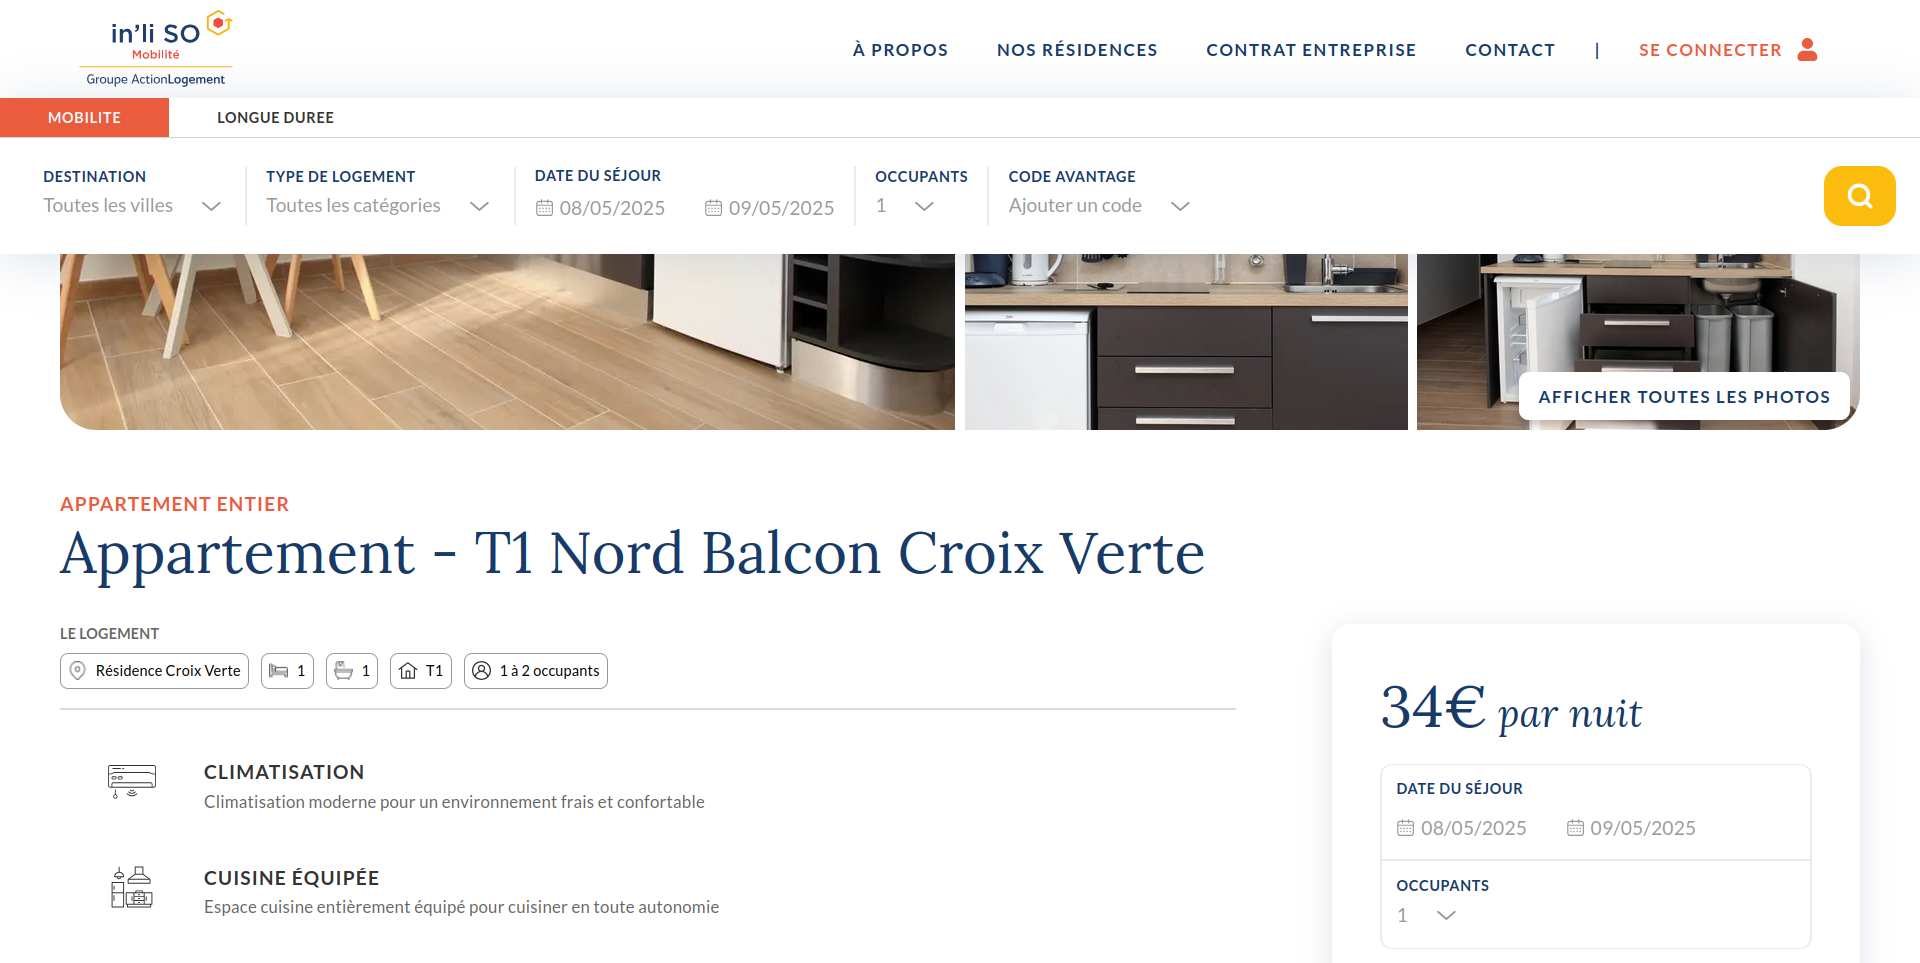 in'li SO
Mobilité
Groupe ActionLogement
À PROPOS
NOS RÉSIDENCES
CONTRAT ENTREPRISE
CONTACT
|
SE CONNECTER
MOBILITE
LONGUE DUREE
DESTINATION
Toutes les villes
TYPE DE LOGEMENT
Toutes les catégories
DATE DU SÉJOUR
08/05/2025
09/05/2025
OCCUPANTS
1
CODE AVANTAGE
Ajouter un code
AFFICHER TOUTES LES PHOTOS
APPARTEMENT ENTIER
Appartement - T1 Nord Balcon Croix Verte
LE LOGEMENT
Résidence Croix Verte
1
1
T1
1 à 2 occupants
CLIMATISATION
Climatisation moderne pour un environnement frais et confortable
CUISINE ÉQUIPÉE
Espace cuisine entièrement équipé pour cuisiner en toute autonomie
34€ par nuit
DATE DU SÉJOUR
08/05/2025
09/05/2025
OCCUPANTS
1